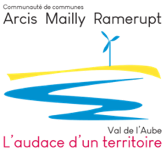 Communauté de communes
Arcis Mailly Ramerupt
Val de l'Aube
L'audace d'un territoire